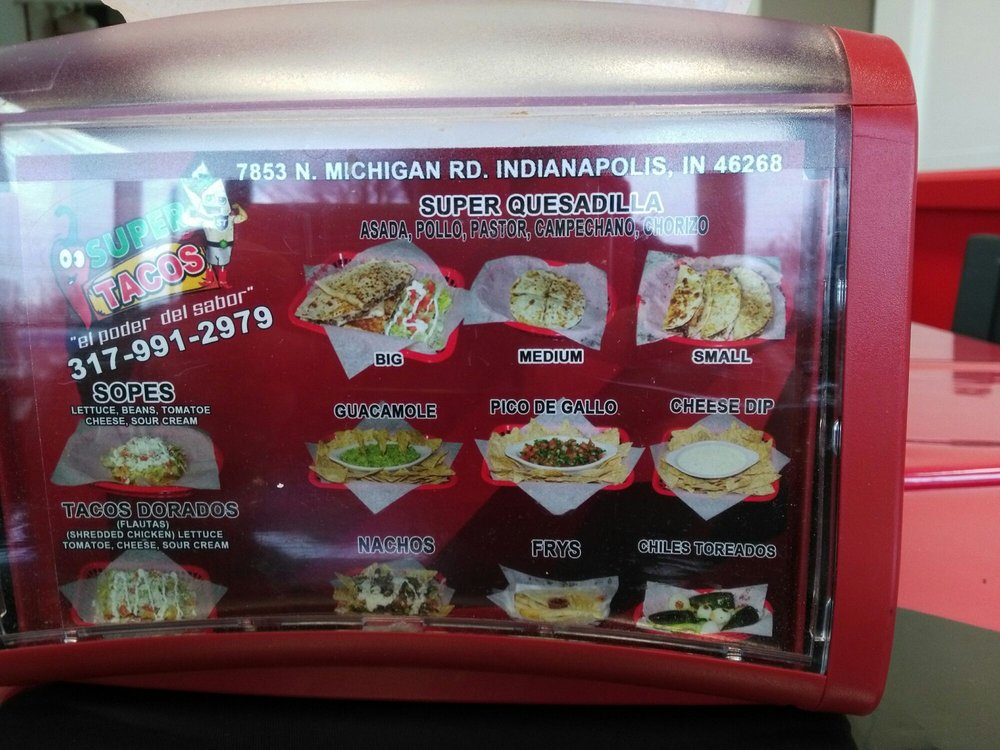 7853 N. MICHIGAN RD. INDIANAPOLIS, IN 46268
SUPER
TACOS
"el poder del sabor"
317-991-2979
SUPER QUESADILLA
ASADA, POLLO, PASTOR, CAMPECHANO, CHORIZO
BIG
MEDIUM
SMALL
SOPES
LETTUCE, BEANS, TOMATOE
CHEESE, SOUR CREAM
GUACAMOLE
PICO DE GALLO
CHEESE DIP
TACOS DORADOS
(FLAUTAS)
(SHREDDED CHICKEN) LETTUCE
TOMATOE, CHEESE, SOUR CREAM
NACHOS
FRYS
CHILES TOREADOS